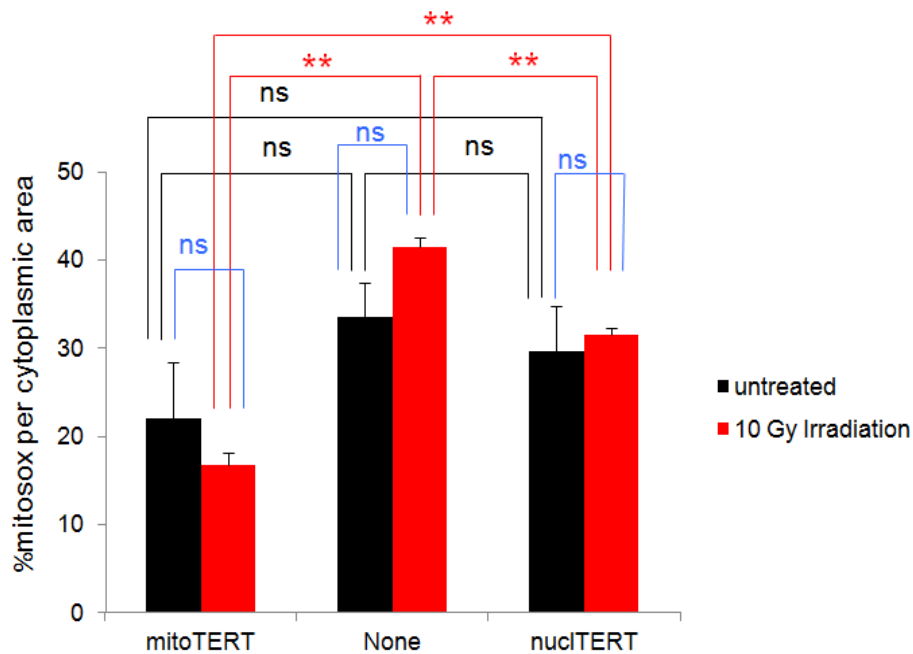 **
**
**
ns
ns
ns
ns
ns
ns
%mitosox per cytoplasmic area
50
40
30
20
10
0
mitoTERT
None
nuclTERT
untreated
10 Gy Irradiation